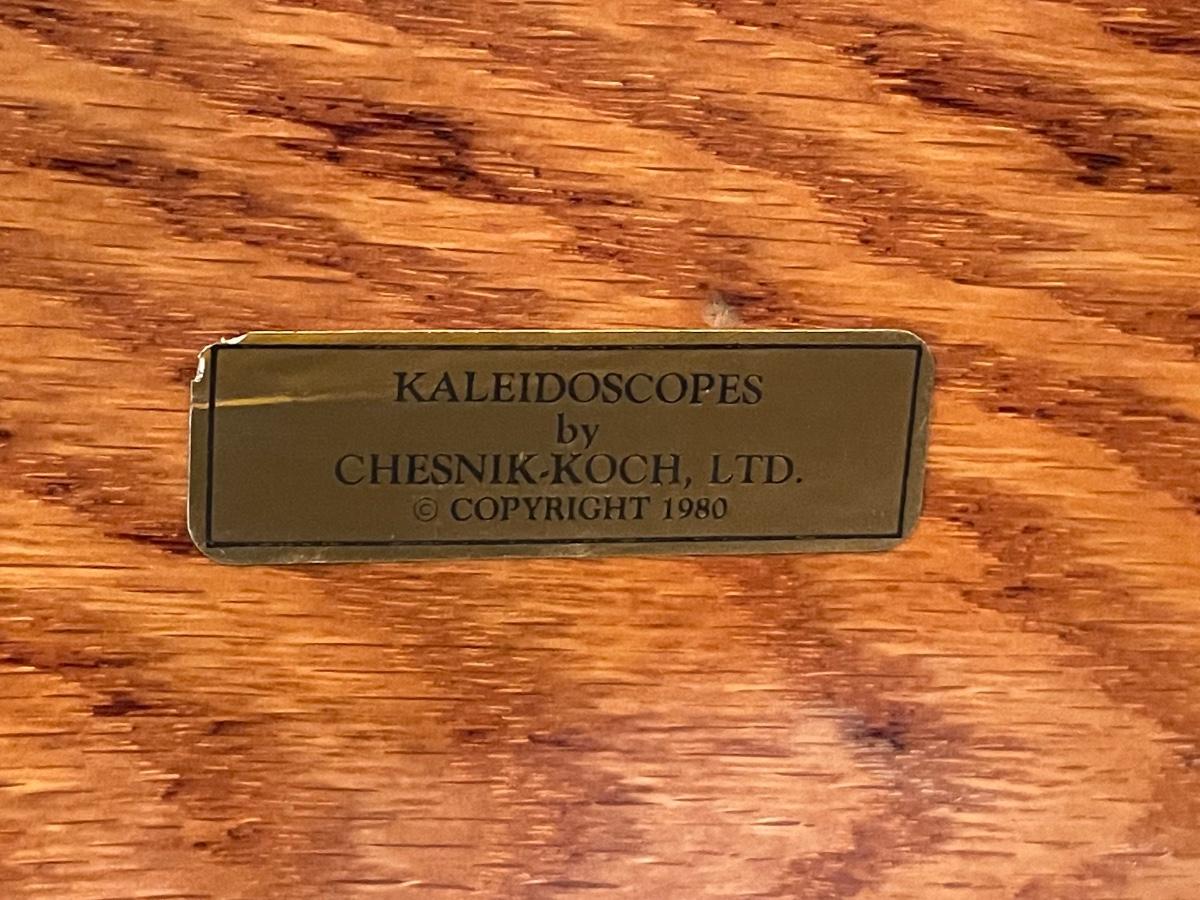 KALEIDOSCOPES
by
CHESNIK-KOCH, LTD.
© COPYRIGHT 1980